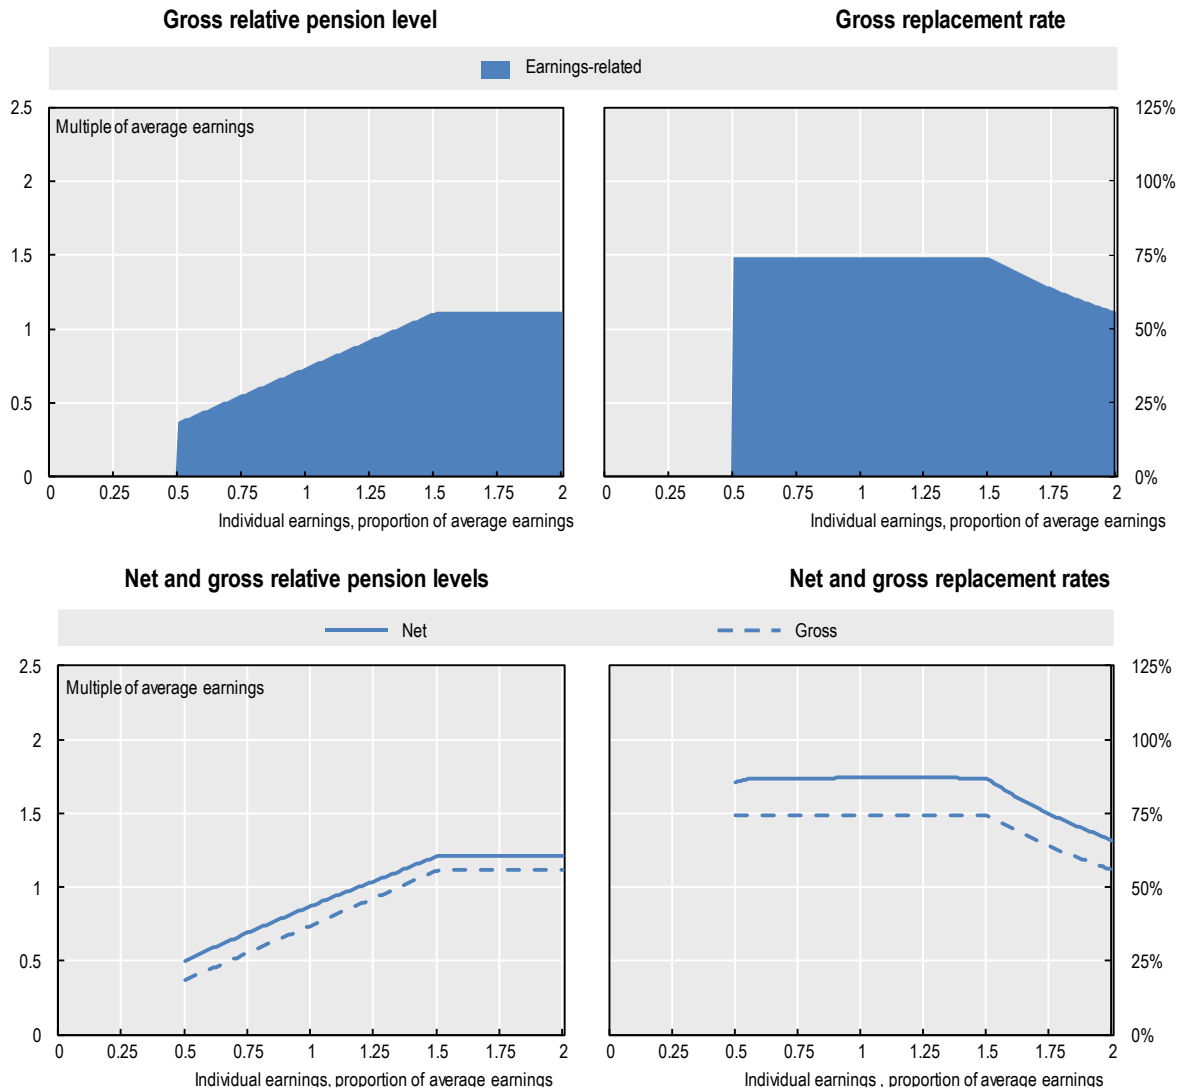 Gross relative pension level
Gross replacement rate
Earnings-related
2.5
2
1.5
1
0.5
0
Multiple of average earnings
0 0.25 0.5 0.75 1 1.25 1.5 1.75 2
Individual earnings, proportion of average earnings
125%
100%
75%
50%
25%
0%
0 0.25 0.5 0.75 1 1.25 1.5 1.75 2
Individual earnings, proportion of average earnings
Net and gross relative pension levels
Net and gross replacement rates
Net
Gross
2.5
2
1.5
1
0.5
0
Multiple of average earnings
0 0.25 0.5 0.75 1 1.25 1.5 1.75 2
Individual earnings, proportion of average earnings
125%
100%
75%
50%
25%
0%
0 0.25 0.5 0.75 1 1.25 1.5 1.75 2
Individual earnings , proportion of average earnings